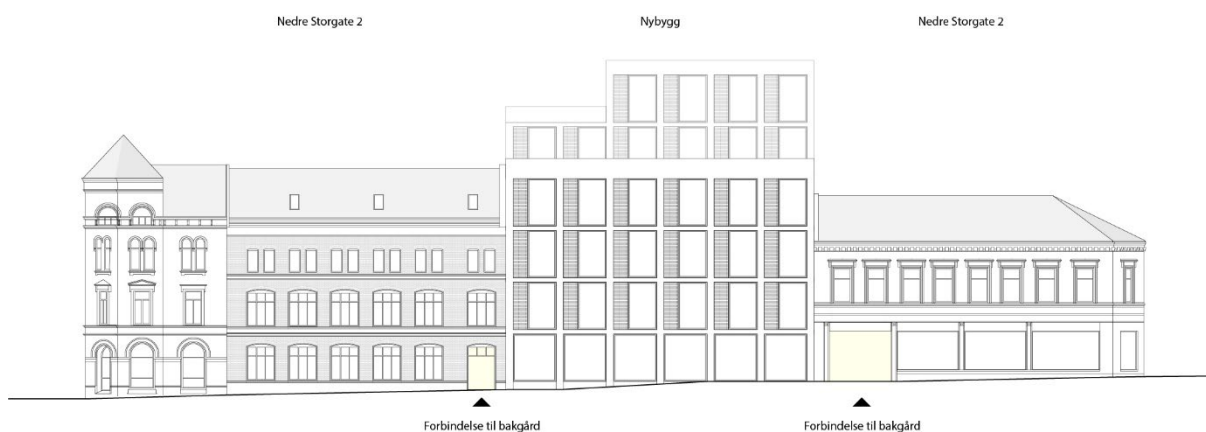 Nedre Storgate 2
Nybygg
Nedre Storgate 2
Forbindelse til bakgård
Forbindelse til bakgård